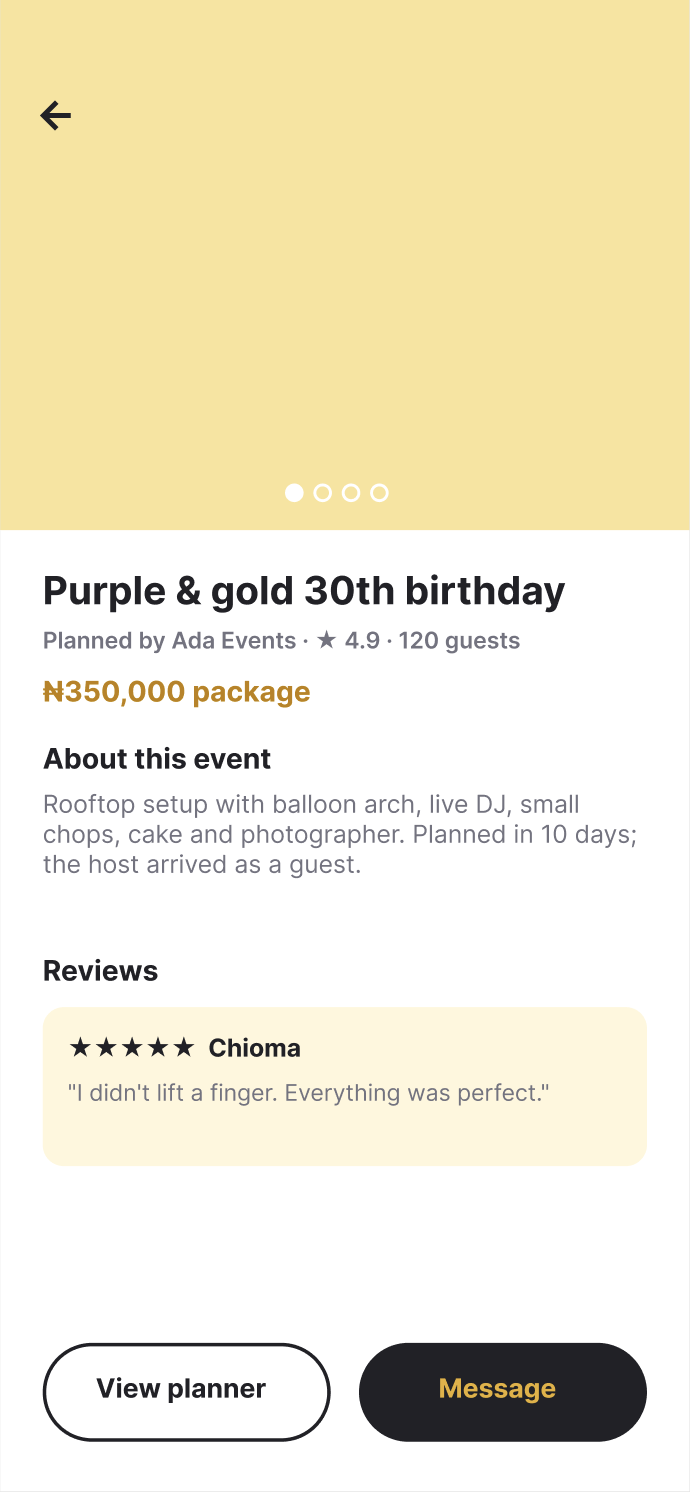 Purple & gold 30th birthday
Planned by Ada Events · ★ 4.9 · 120 guests
₦350,000 package
About this event
Rooftop setup with balloon arch, live DJ, small
chops, cake and photographer. Planned in 10 days;
the host arrived as a guest.
Reviews
★★★★★ Chioma
"I didn't lift a finger. Everything was perfect."
View planner
Message